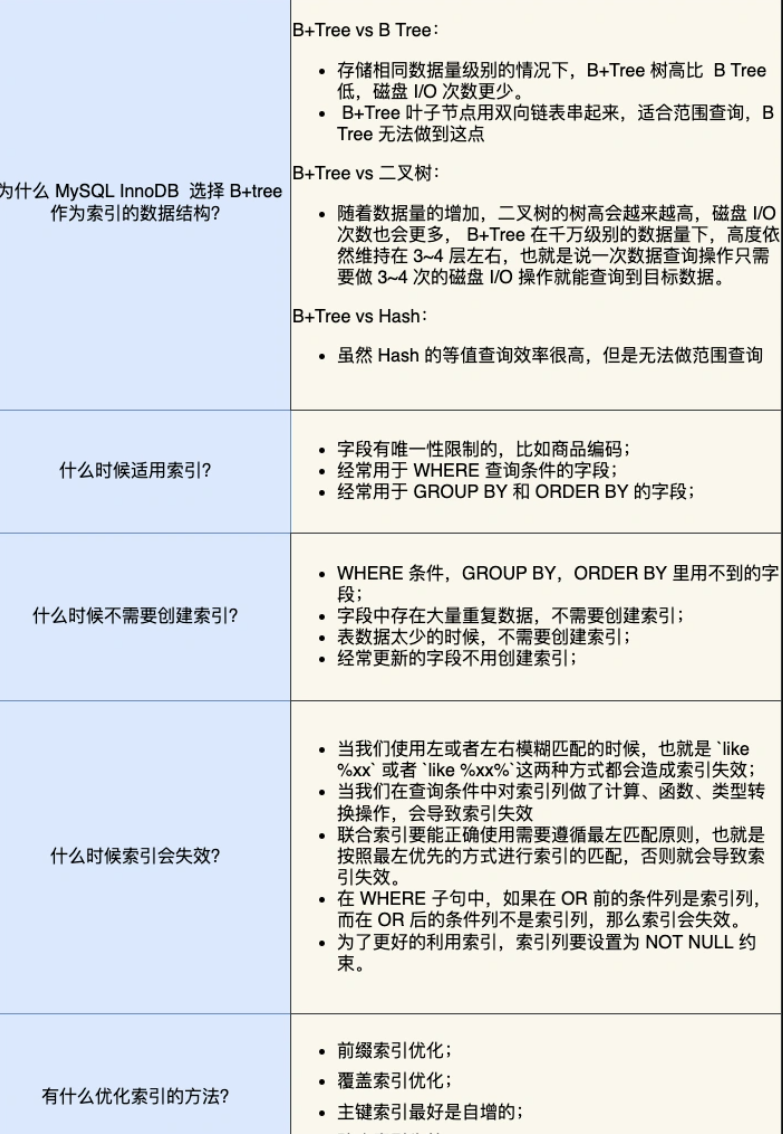 B+Tree vs B Tree：
存储相同数据量级别的情况下，B+Tree 树高比 B Tree
低，磁盘 I/O 次数更少。
B+Tree 叶子节点用双向链表串起来，适合范围查询，B
Tree 无法做到这点
为什么 MySQL InnoDB 选择 B+tree
作为索引的数据结构？
B+Tree vs 二叉树：
随着数据量的增加，二叉树的树高会越来越高，磁盘 I/O
次数也会更多， B+Tree 在千万级别的数据量下，高度依
然维持在 3~4 层左右，也就是说一次数据查询操作只需
要做 3~4 次的磁盘 I/O 操作就能查询到目标数据。
B+Tree vs Hash：
虽然 Hash 的等值查询效率很高，但是无法做范围查询
什么时候适用索引？
字段有唯一性限制的，比如商品编码；
经常用于 WHERE 查询条件的字段；
经常用于 GROUP BY 和 ORDER BY 的字段；
什么时候不需要创建索引？
WHERE 条件，GROUP BY，ORDER BY 里用不到的字
段；
字段中存在大量重复数据，不需要创建索引；
表数据太少的时候，不需要创建索引；
经常更新的字段不用创建索引；
什么时候索引会失效？
当我们使用左或者左右模糊匹配的时候，也就是 `like
%xx` 或者 `like %xx%`这两种方式都会造成索引失效；
当我们在查询条件中对索引列做了计算、函数、类型转
换操作，会导致索引失效
联合索引要能正确使用需要遵循最左匹配原则，也就是
按照最左优先的方式进行索引的匹配，否则就会导致索
引失效。
在 WHERE 子句中，如果在 OR 前的条件列是索引列，
而在 OR 后的条件列不是索引列，那么索引会失效。
为了更好的利用索引，索引列要设置为 NOT NULL 约
束。
有什么优化索引的方法？
前缀索引优化；
覆盖索引优化；
主键索引最好是自增的；